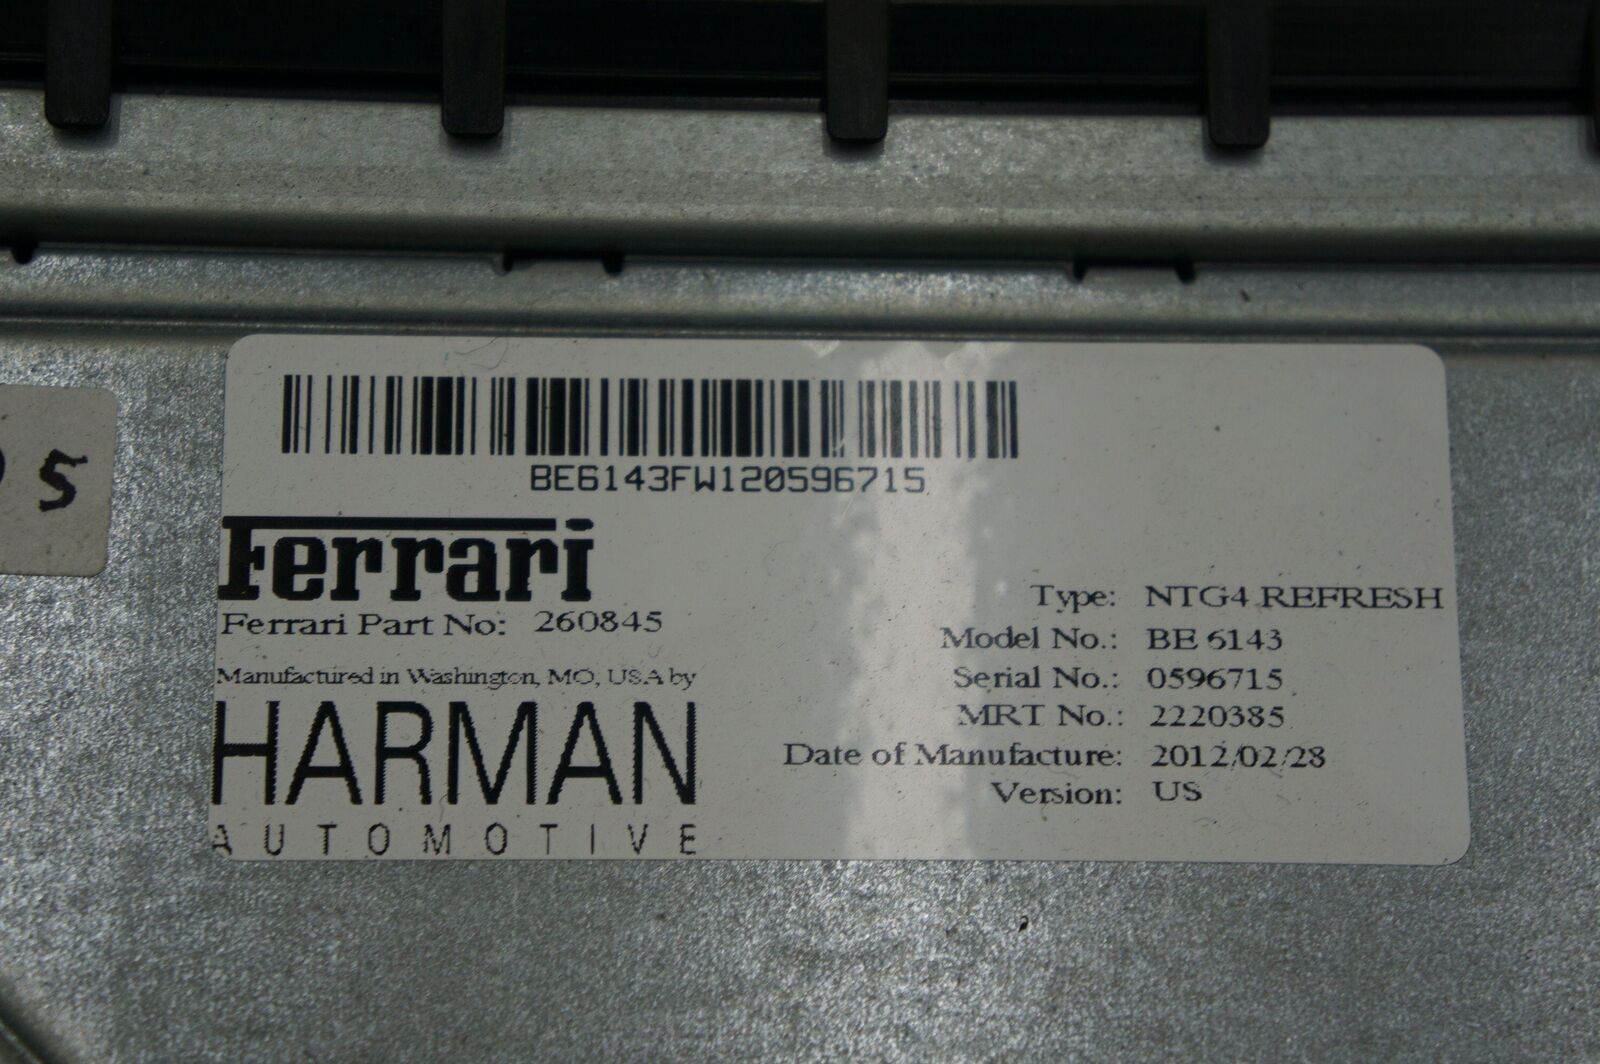 5
BE6143FW120596715
Ferrari
Ferrari Part No: 260845
Manufactured in Washington, MO, USA by
HARMAN
AUTOMOTIVE
Type: NTG4 REFRESH
Model No.: BE 6143
Serial No.: 0596715
MRT No.: 2220385
Date of Manufacture: 2012/02/28
Version: US